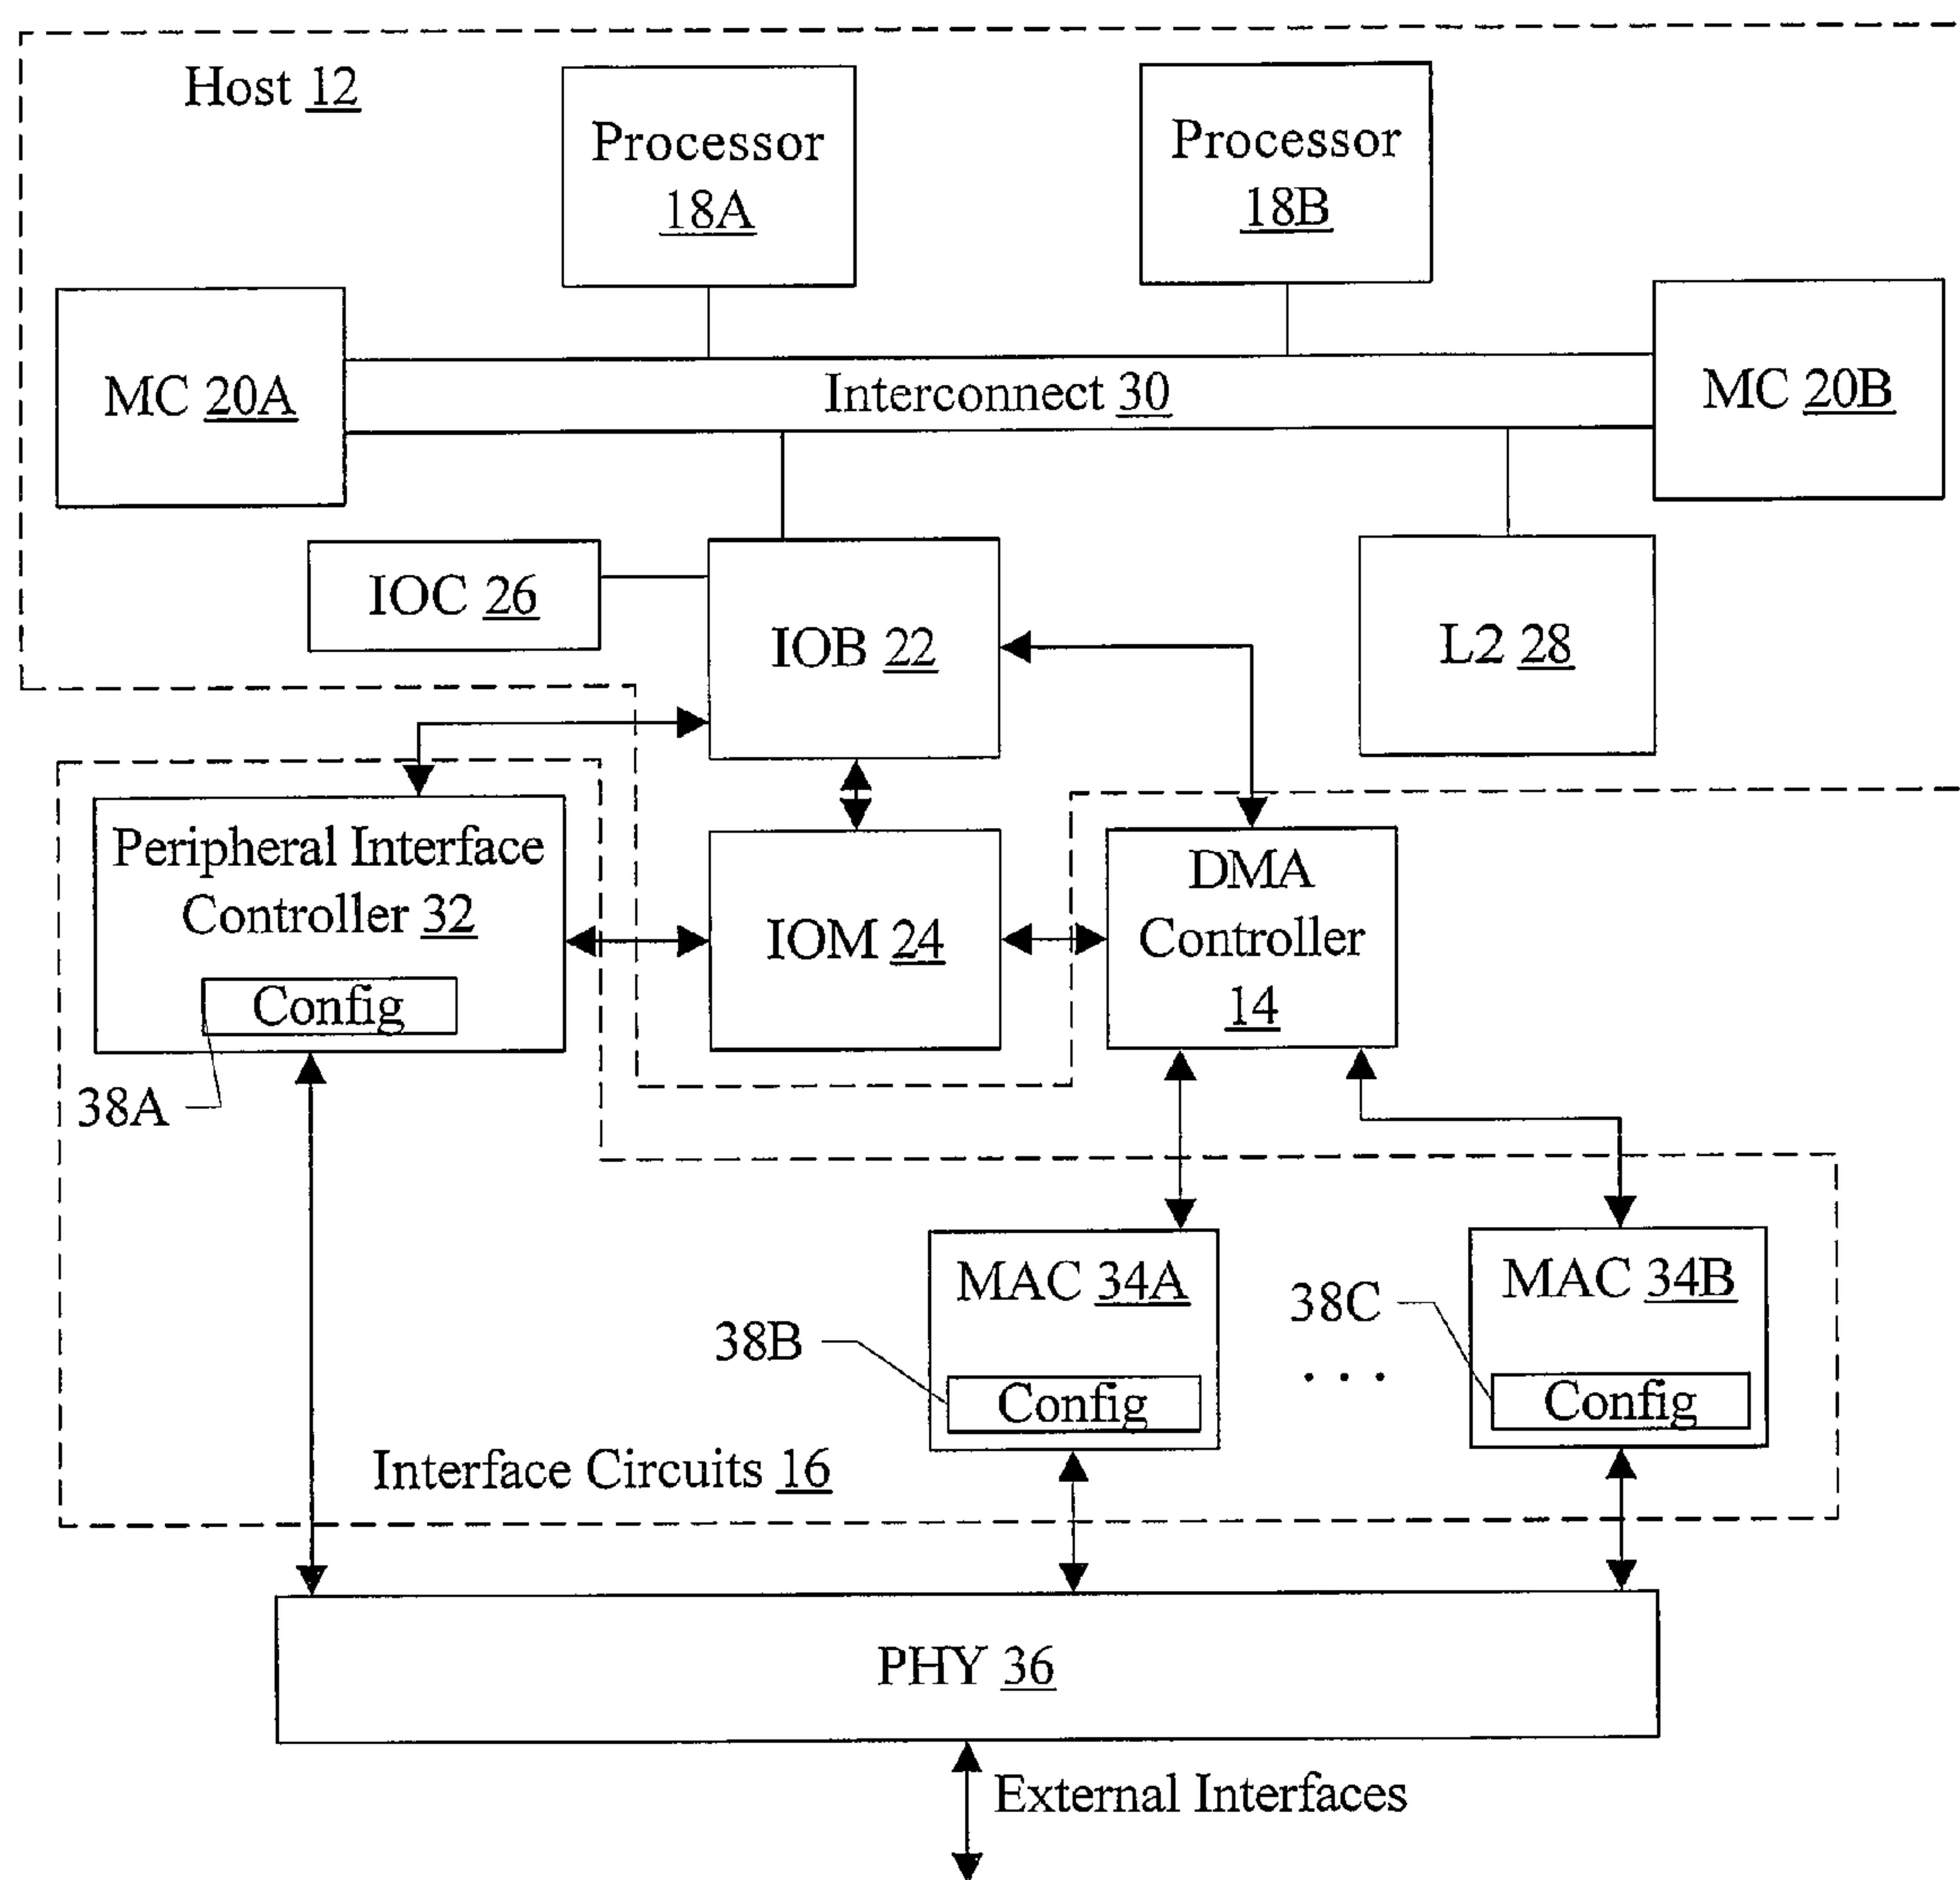 Host 12
Processor
18A
Processor
18B
MC 20A
Interconnect 30
MC 20B
IOC 26
IOB 22
L2 28
Peripheral Interface
Controller 32
Config
38A
IOM 24
DMA
Controller
14
MAC 34A
38B
Config
38C
MAC 34B
. . .
Config
Interface Circuits 16
PHY 36
External Interfaces